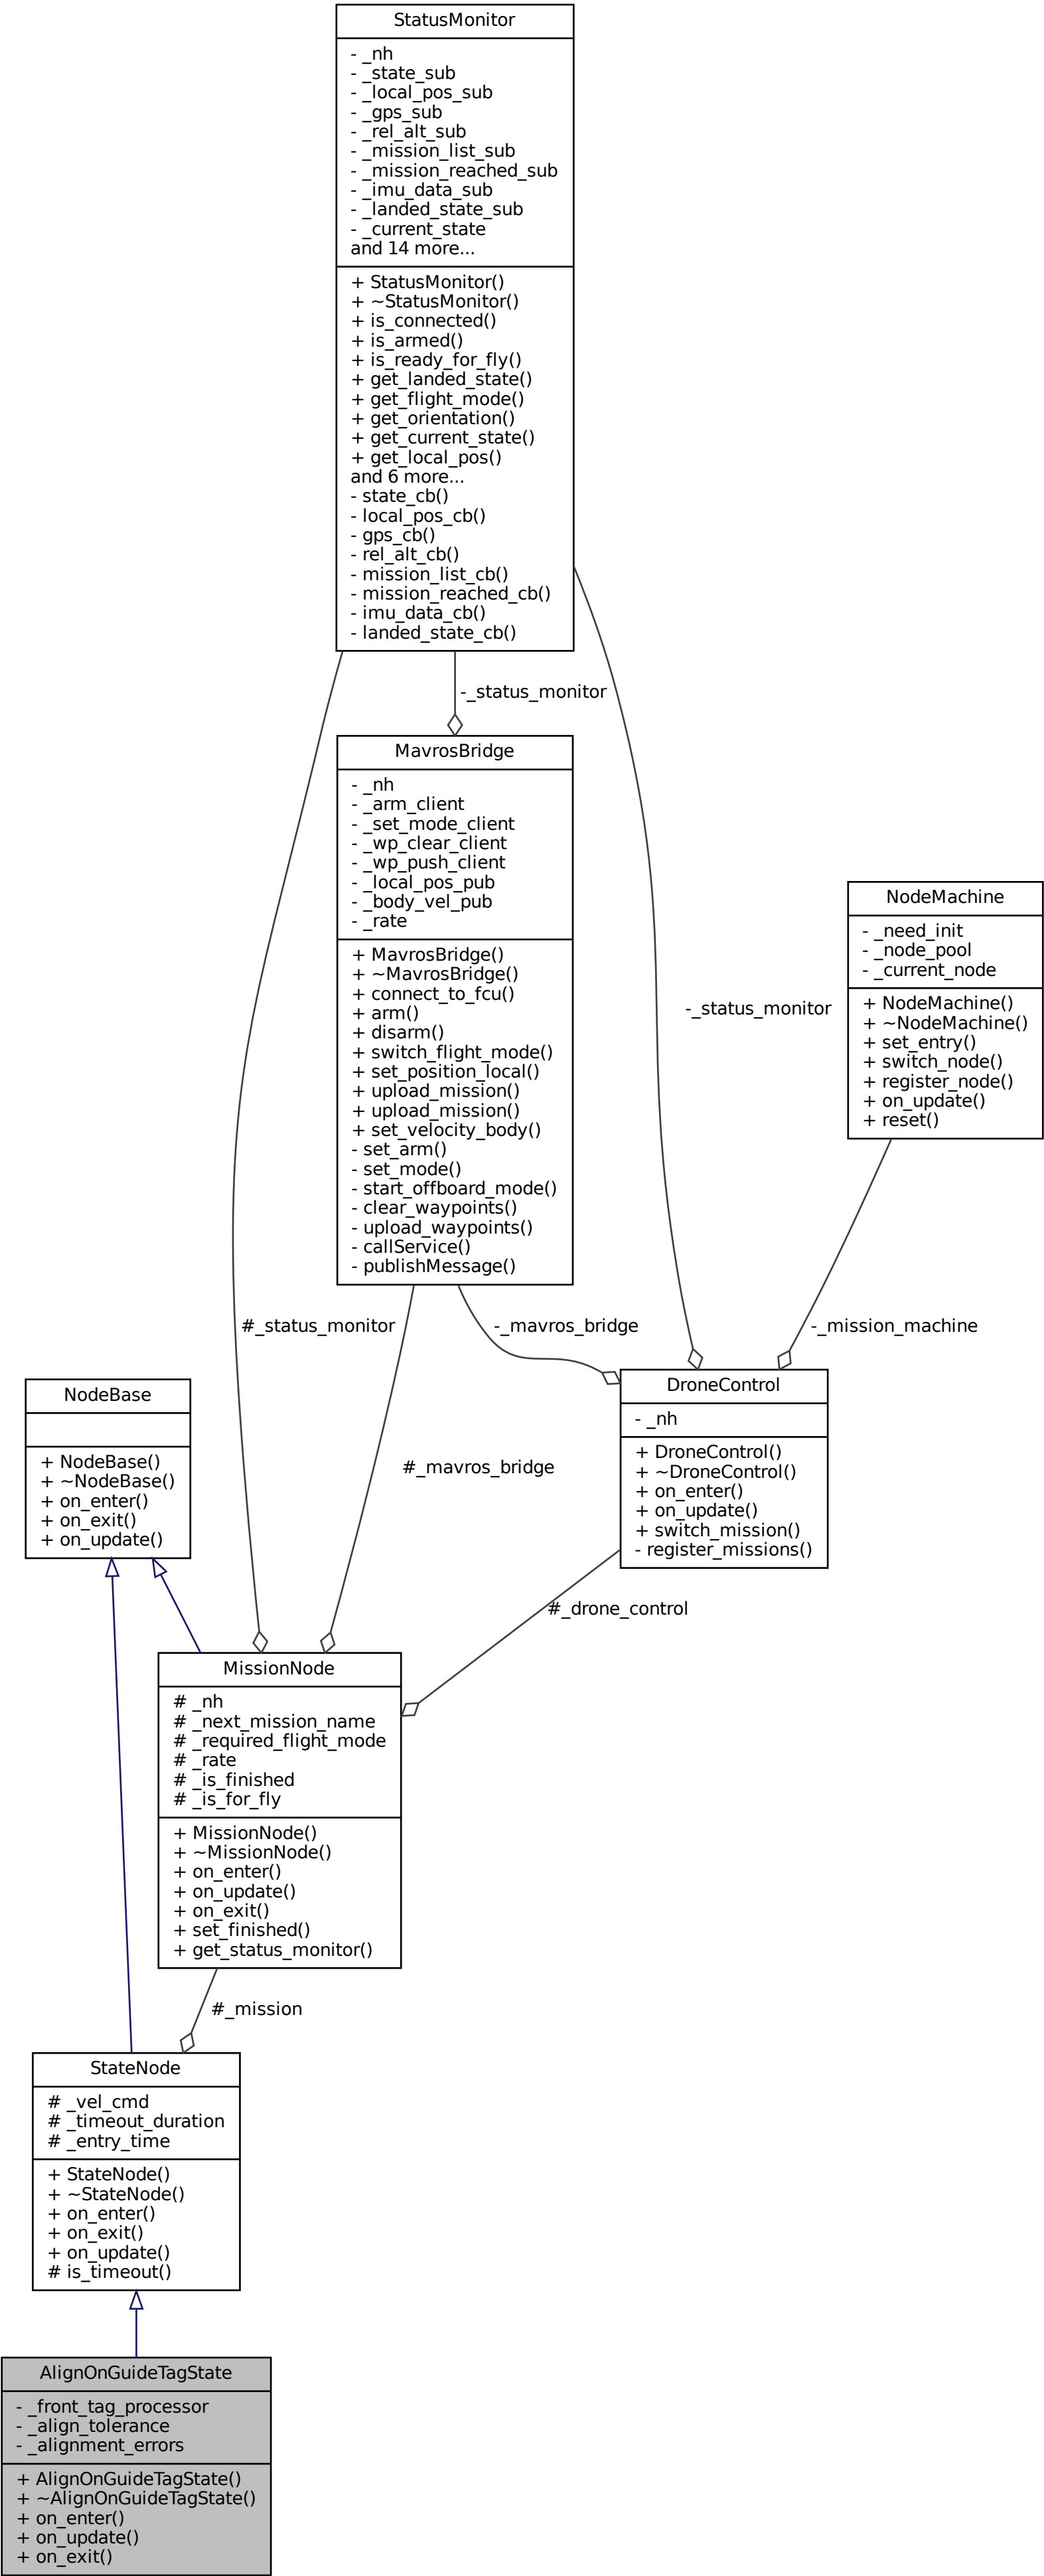 StatusMonitor
- _nh
- _state_sub
- _local_pos_sub
- _gps_sub
- _rel_alt_sub
- _mission_list_sub
- _mission_reached_sub
- _imu_data_sub
- _landed_state_sub
- _current_state
and 14 more...
+ StatusMonitor()
+ ~StatusMonitor()
+ is_connected()
+ is_armed()
+ is_ready_for_fly()
+ get_landed_state()
+ get_flight_mode()
+ get_orientation()
+ get_current_state()
+ get_local_pos()
and 6 more...
- state_cb()
- local_pos_cb()
- gps_cb()
- rel_alt_cb()
- mission_list_cb()
- mission_reached_cb()
- imu_data_cb()
- landed_state_cb()
-_status_monitor
MavrosBridge
- _nh
- _arm_client
- _set_mode_client
- _wp_clear_client
- _wp_push_client
- _local_pos_pub
- _body_vel_pub
- _rate
+ MavrosBridge()
+ ~MavrosBridge()
+ connect_to_fcu()
+ arm()
+ disarm()
+ switch_flight_mode()
+ set_position_local()
+ upload_mission()
+ upload_mission()
+ set_velocity_body()
- set_arm()
- set_mode()
- start_offboard_mode()
- clear_waypoints()
- upload_waypoints()
- callService()
- publishMessage()
-_status_monitor
NodeMachine
- _need_init
- _node_pool
- _current_node
+ NodeMachine()
+ ~NodeMachine()
+ set_entry()
+ switch_node()
+ register_node()
+ on_update()
+ reset()
#_status_monitor
-_mavros_bridge
-_mission_machine
DroneControl
- _nh
+ DroneControl()
+ ~DroneControl()
+ on_enter()
+ on_update()
+ switch_mission()
- register_missions()
NodeBase
+ NodeBase()
+ ~NodeBase()
+ on_enter()
+ on_exit()
+ on_update()
#_mavros_bridge
#_drone_control
MissionNode
# _nh
# _next_mission_name
# _required_flight_mode
# _rate
# _is_finished
# _is_for_fly
+ MissionNode()
+ ~MissionNode()
+ on_enter()
+ on_update()
+ on_exit()
+ set_finished()
+ get_status_monitor()
#_mission
StateNode
# _vel_cmd
# _timeout_duration
# _entry_time
+ StateNode()
+ ~StateNode()
+ on_enter()
+ on_exit()
+ on_update()
# is_timeout()
AlignOnGuideTagState
- _front_tag_processor
- _align_tolerance
- _alignment_errors
+ AlignOnGuideTagState()
+ ~AlignOnGuideTagState()
+ on_enter()
+ on_update()
+ on_exit()